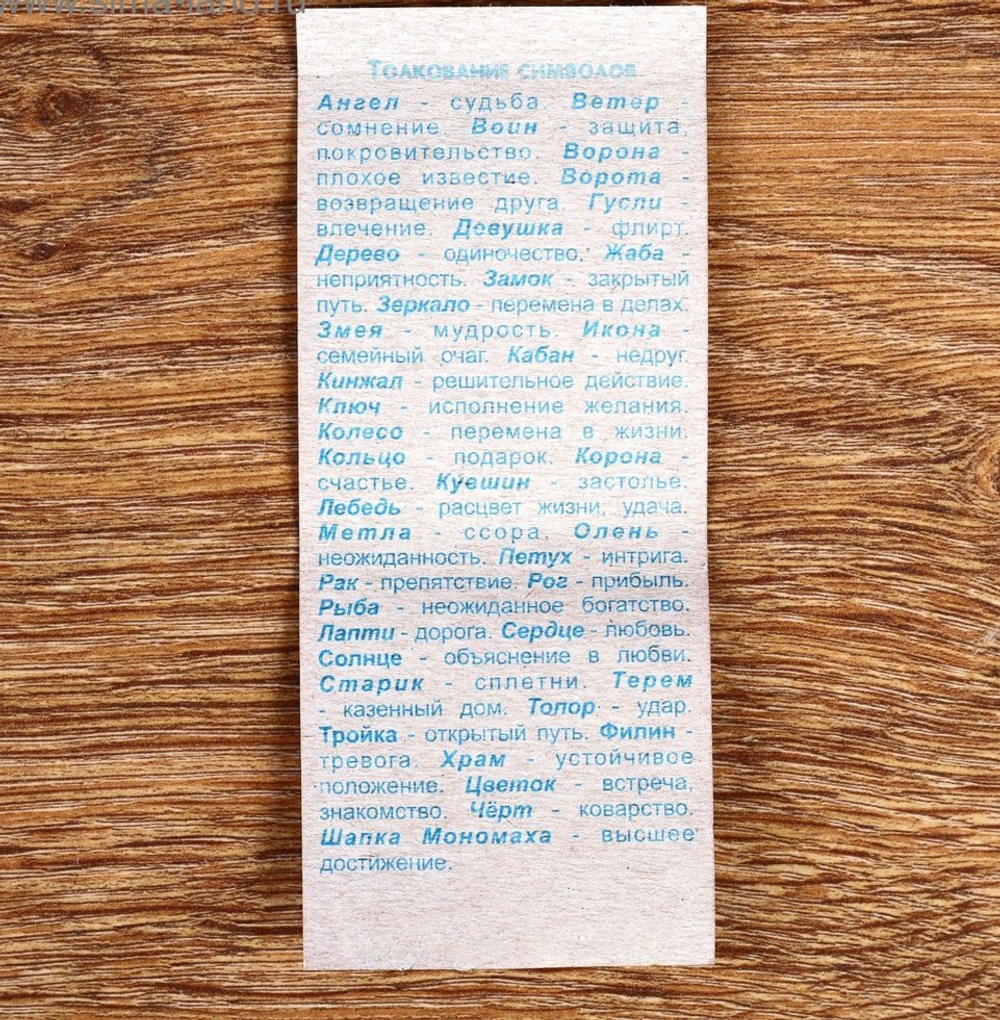 www.sima-land.ru
Толкование символов
Ангел - судьба. Ветер -
сомнение. Воин - защита,
покровительство. Ворона -
плохое известие. Ворота -
возвращение друга. Гусли -
влечение. Девушка - флирт.
Дерево - одиночество. Жаба -
неприятность. Замок - закрытый
путь. Зеркало - перемена в делах.
Змея - мудрость. Икона -
семейный очаг. Кабан - недруг.
Кинжал - решительное действие.
Ключ - исполнение желания.
Колесо - перемена в жизни.
Кольцо - подарок. Корона -
счастье. Кувшин - застолье.
Лебедь - расцвет жизни, удача.
Метла - ссора. Олень -
неожиданность. Петух - интрига.
Рак - препятствие. Рог - прибыль.
Рыба - неожиданное богатство.
Лапти - дорога. Сердце - любовь.
Солнце - объяснение в любви.
Старик - сплетни. Терем
- казенный дом. Топор - удар.
Тройка - открытый путь. Филин -
тревога. Храм - устойчивое
положение. Цветок - встреча,
знакомство. Чёрт - коварство.
Шапка Мономаха - высшее
достижение.